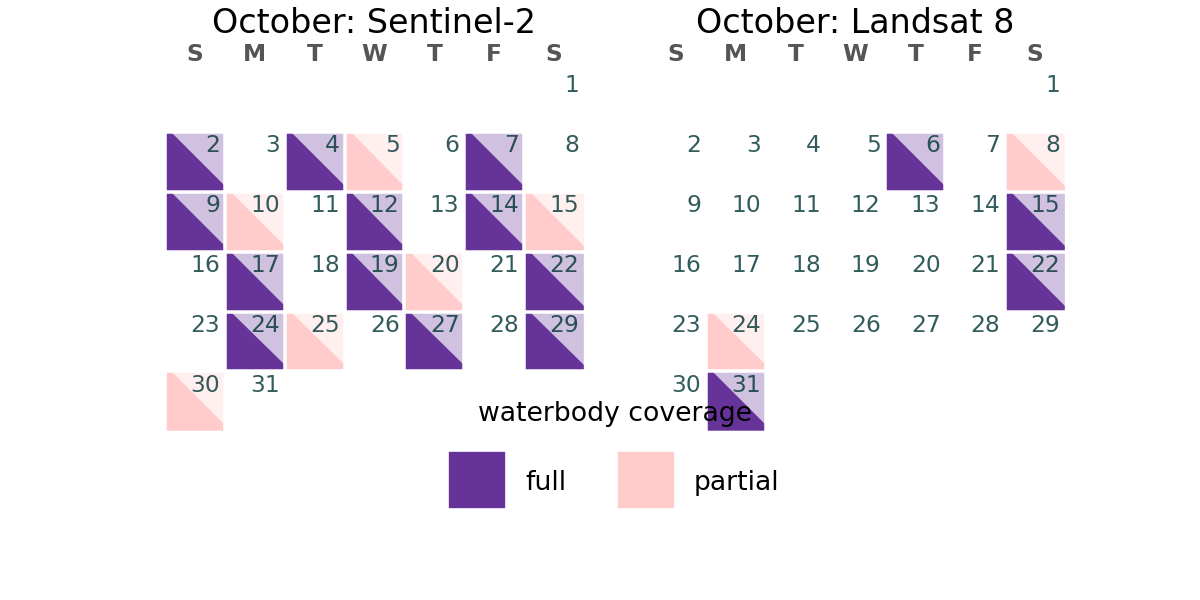 October: Sentinel-2
S M T W T F S
1
2 3 4 5 6 7 8
9 10 11 12 13 14 15
16 17 18 19 20 21 22
23 24 25 26 27 28 29
30 31
October: Landsat 8
S M T W T F S
1
2 3 4 5 6 7 8
9 10 11 12 13 14 15
16 17 18 19 20 21 22
23 24 25 26 27 28 29
30 31
waterbody coverage
full partial